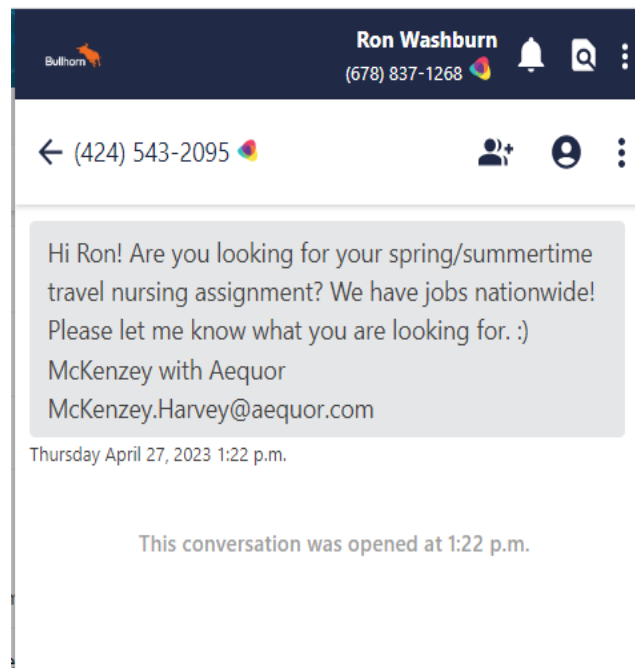 Bullhorn
Ron Washburn
(678) 837-1268
(424) 543-2095
Hi Ron! Are you looking for your spring/summertime
travel nursing assignment? We have jobs nationwide!
Please let me know what you are looking for. :)
McKenzey with Aequor
McKenzey.Harvey@aequor.com
Thursday April 27, 2023 1:22 p.m.
This conversation was opened at 1:22 p.m.